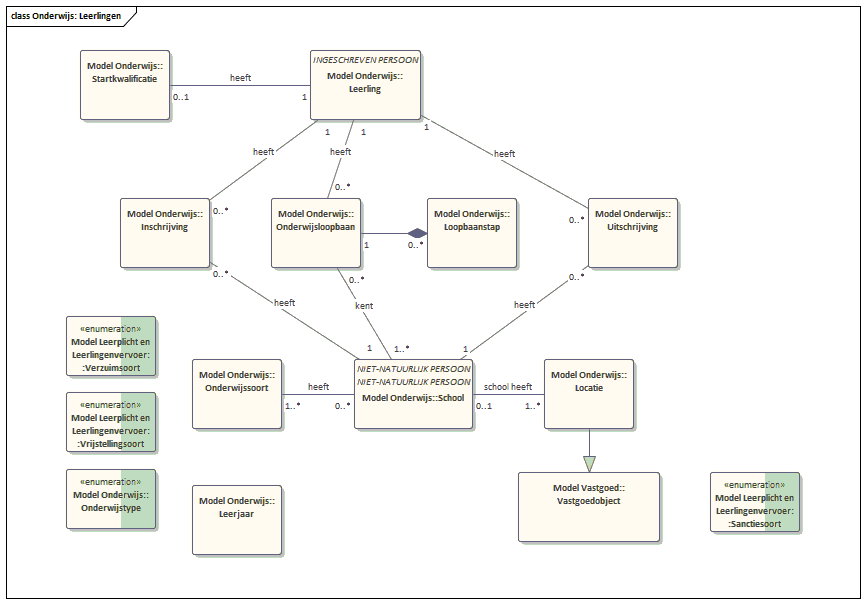 class Onderwijs: Leerlingen
Model Onderwijs::
Startkwalificatie
heeft
0..1
1
INGESCHREVEN PERSOON
Model Onderwijs::
Leerling
1
1
1
heeft
heeft
heeft
0..*
0..*
0..*
Model Onderwijs::
Inschrijving
Model Onderwijs::
Onderwijsloopbaan
1
0..*
Model Onderwijs::
Loopbaanstap
Model Onderwijs::
Uitschrijving
0..*
0..*
0..*
heeft
kent
heeft
1
1..*
1
«enumeration»
Model Leerplicht en
Leerlingenvervoer:
:Verzuimsoort
Model Onderwijs::
Onderwijssoort
heeft
1..*
0..*
NIET-NATUURLIJK PERSOON
NIET-NATUURLIJK PERSOON
Model Onderwijs::School
school heeft
0..1
1..*
Model Onderwijs::
Locatie
«enumeration»
Model Leerplicht en
Leerlingenvervoer:
:Vrijstellingsoort
«enumeration»
Model Onderwijs::
Onderwijstype
Model Onderwijs::
Leerjaar
Model Vastgoed::
Vastgoedobject
«enumeration»
Model Leerplicht en
Leerlingenvervoer:
:Sanctiesoort